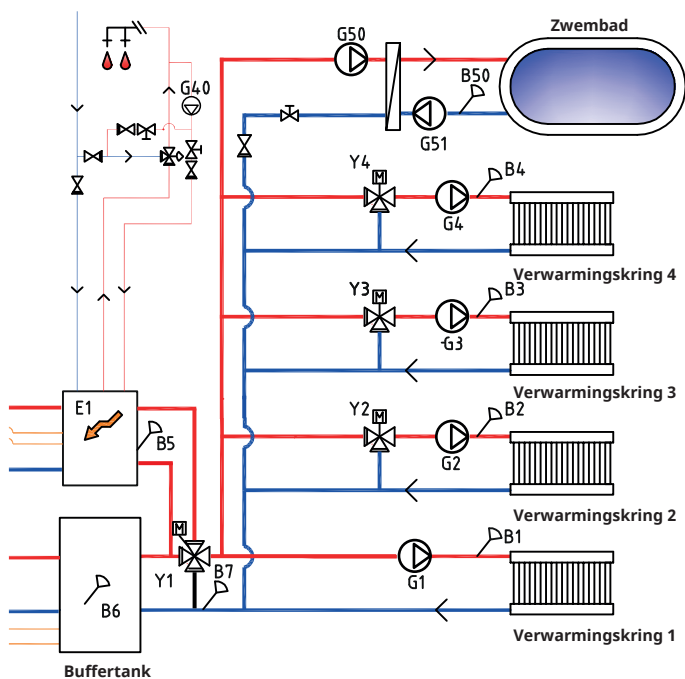 Zwembad
G50
G40
B50
G51
Y4
B4
G4
M
Verwarmingskring 4
Y3
B3
G3
M
Verwarmingskring 3
E1
B5
Y2
B2
G2
M
Verwarmingskring 2
M
Y1
B7
B1
G1
B6
Verwarmingskring 1
Buffertank